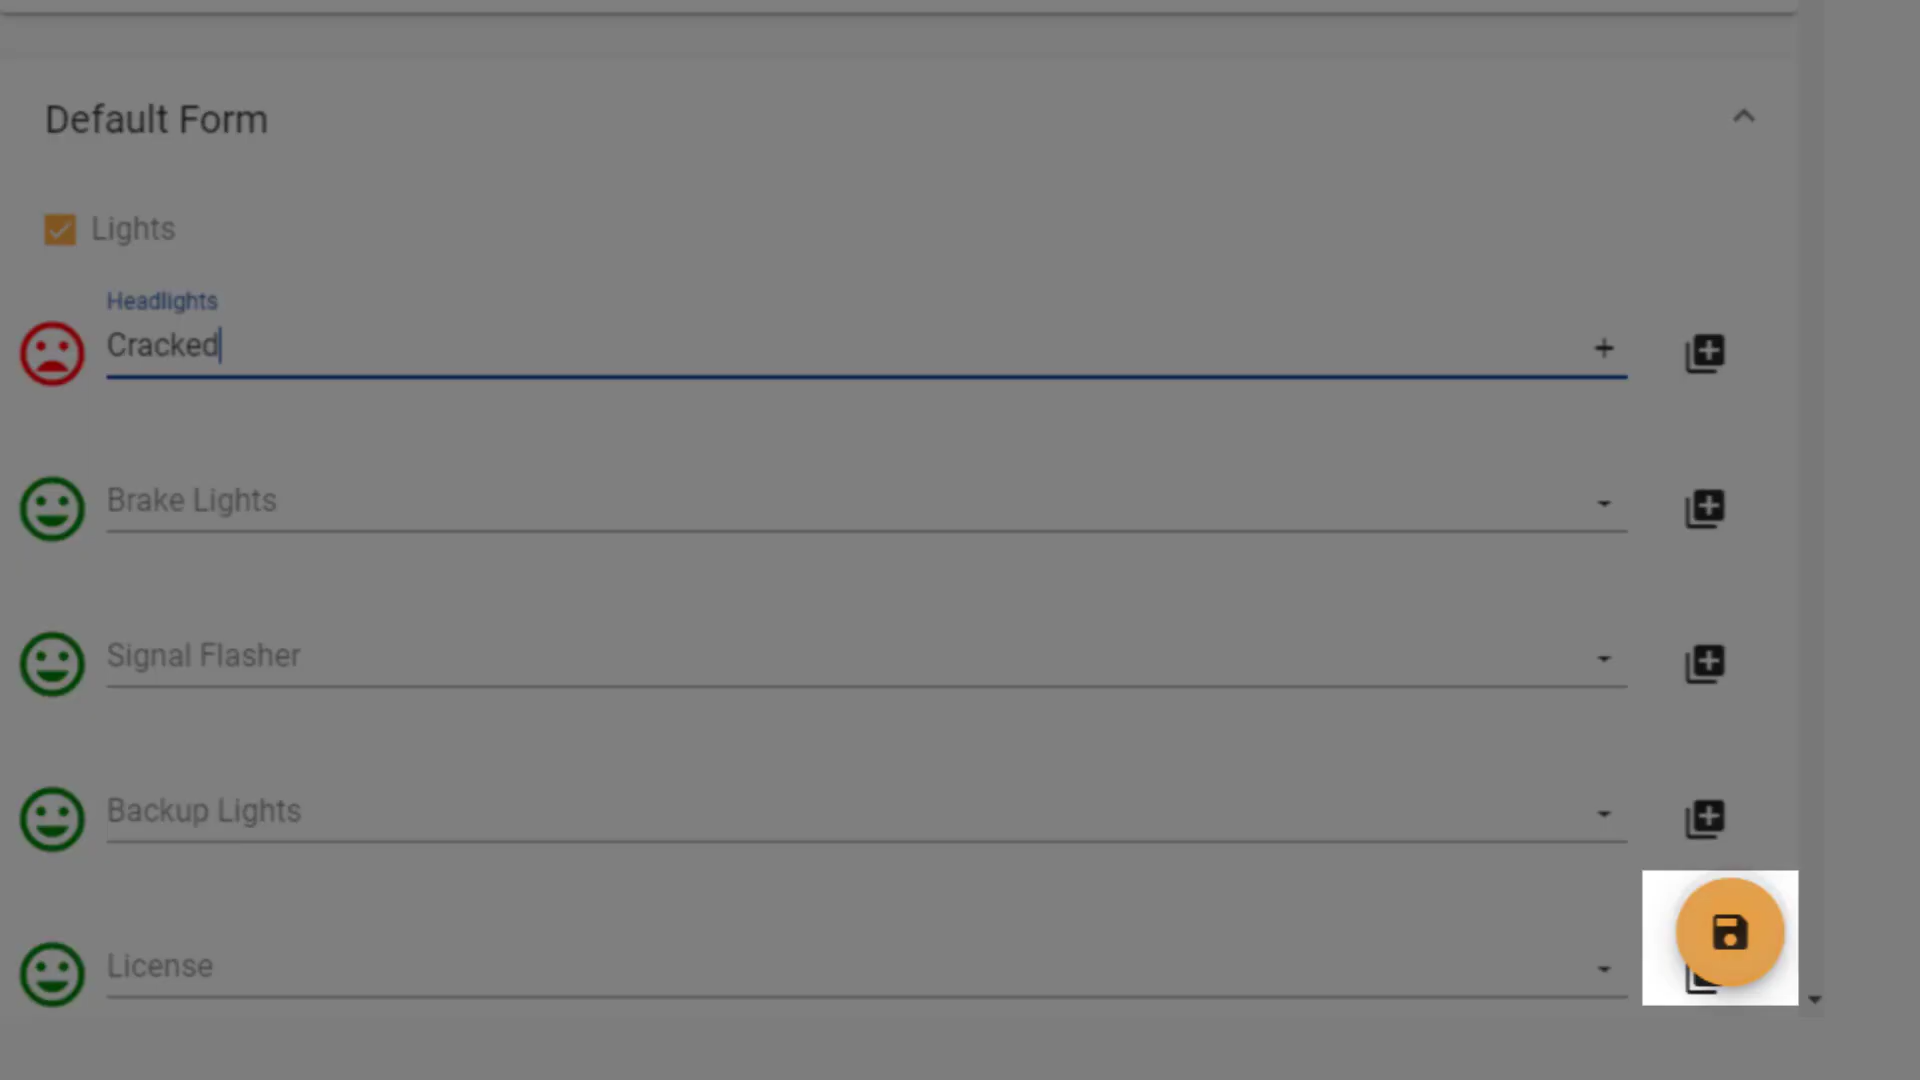 Default Form
Lights
Headlights
Cracked
Brake Lights
Signal Flasher
Backup Lights
License